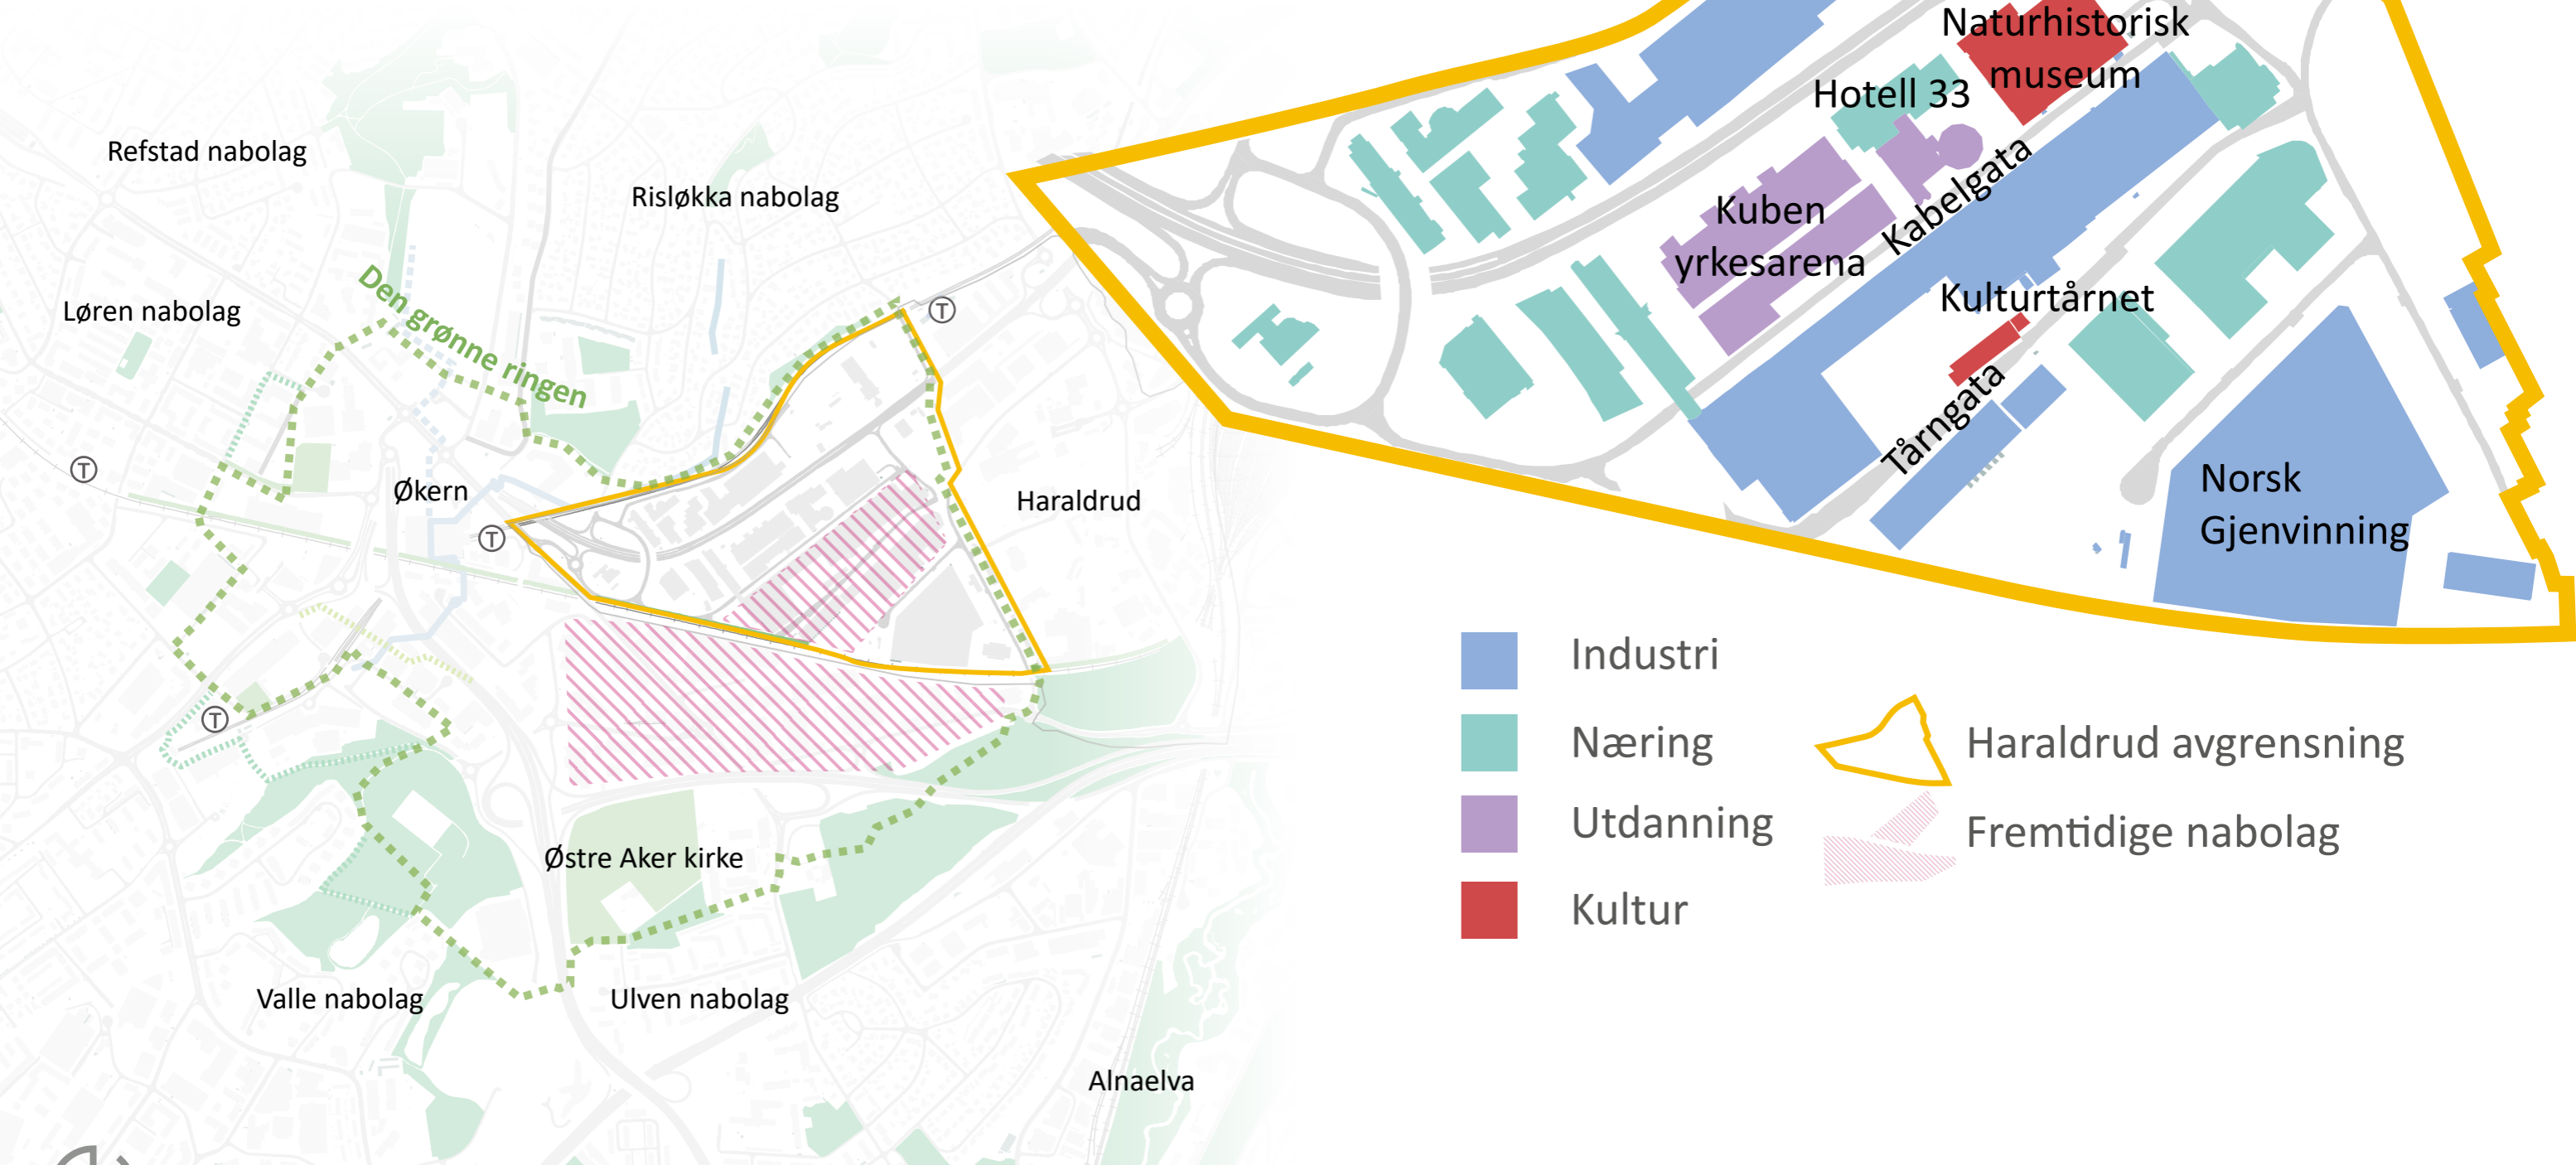 Refstad nabolag
Risløkka nabolag
Løren nabolag
Den grønne ringen
T
T
Økern
T
Haraldrud
T
Østre Aker kirke
Valle nabolag
Ulven nabolag
Alnaelva
Naturhistorisk
museum
Hotell 33
Kabelgata
Kuben
yrkesarena
Kulturtårnet
Tårngata
Norsk
Gjenvinning
Industri
Næring
Utdanning
Kultur
Haraldrud avgrensning
Fremtidige nabolag